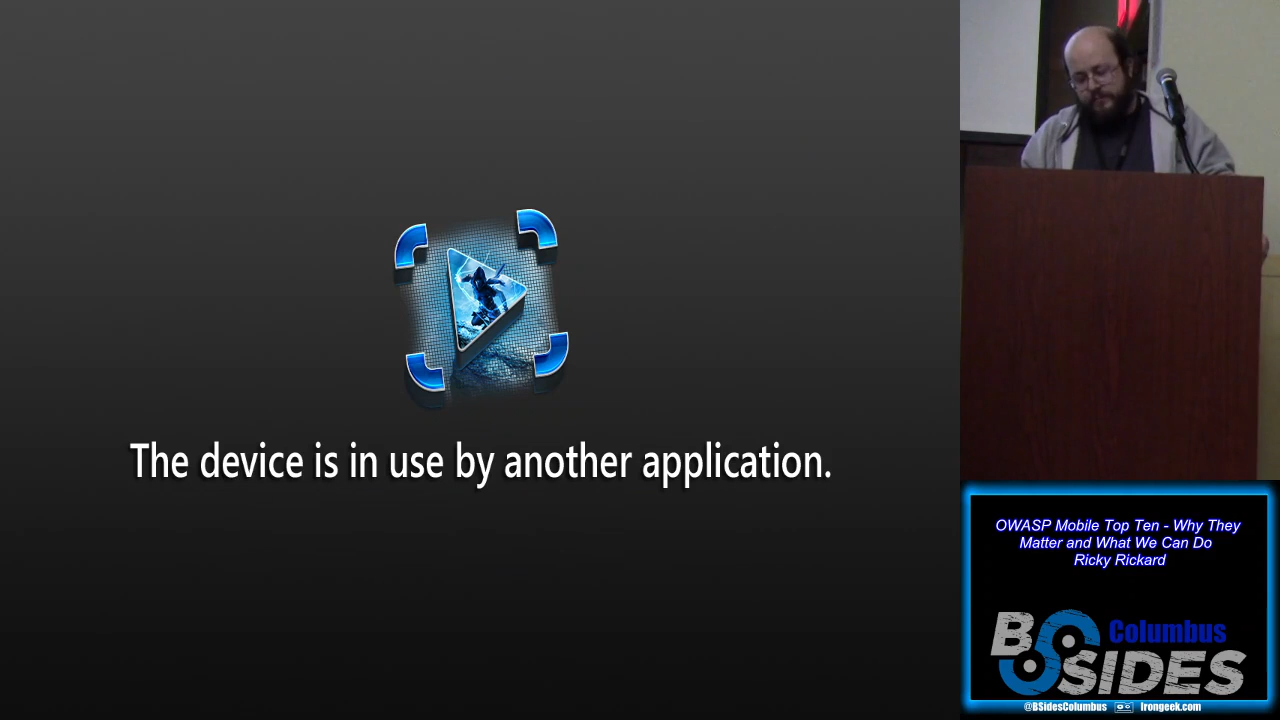 The device is in use by another application.
OWASP Mobile Top Ten - Why They
Matter and What We Can Do
Ricky Rickard
BSIDES
Columbus
@BSidesColumbus Irongeek.com